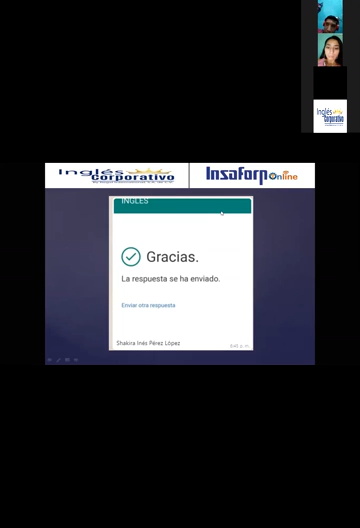 Inglés
Corporativo
Inglés
Corporativo
Insaforp Online
INGLES
Gracias.
La respuesta se ha enviado.
Enviar otra respuesta
Shakira Inés Pérez López